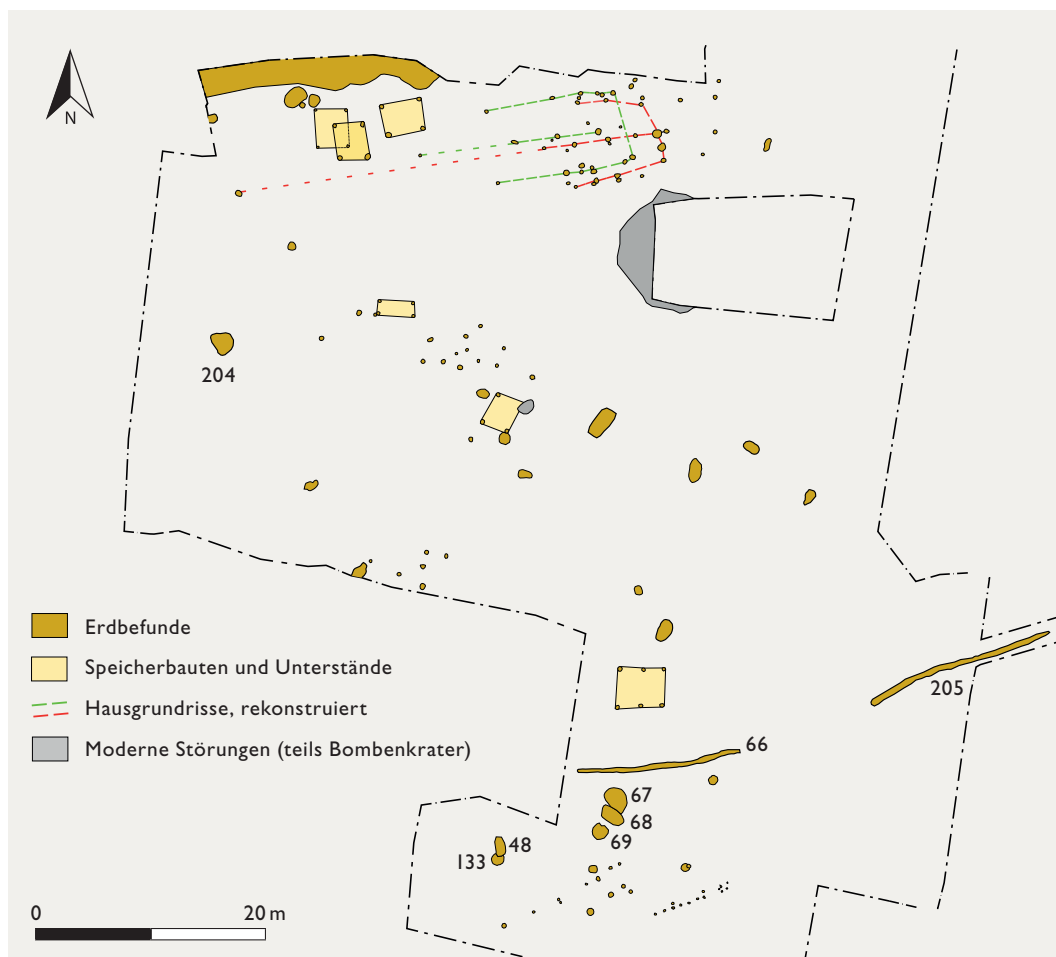 N
204
Erdbefunde
Speicherbauten und Unterstände
205
Hausgrundrisse, rekonstruiert
66
Moderne Störungen (teils Bombenkrater)
67
68
69
48
133
0 20 m